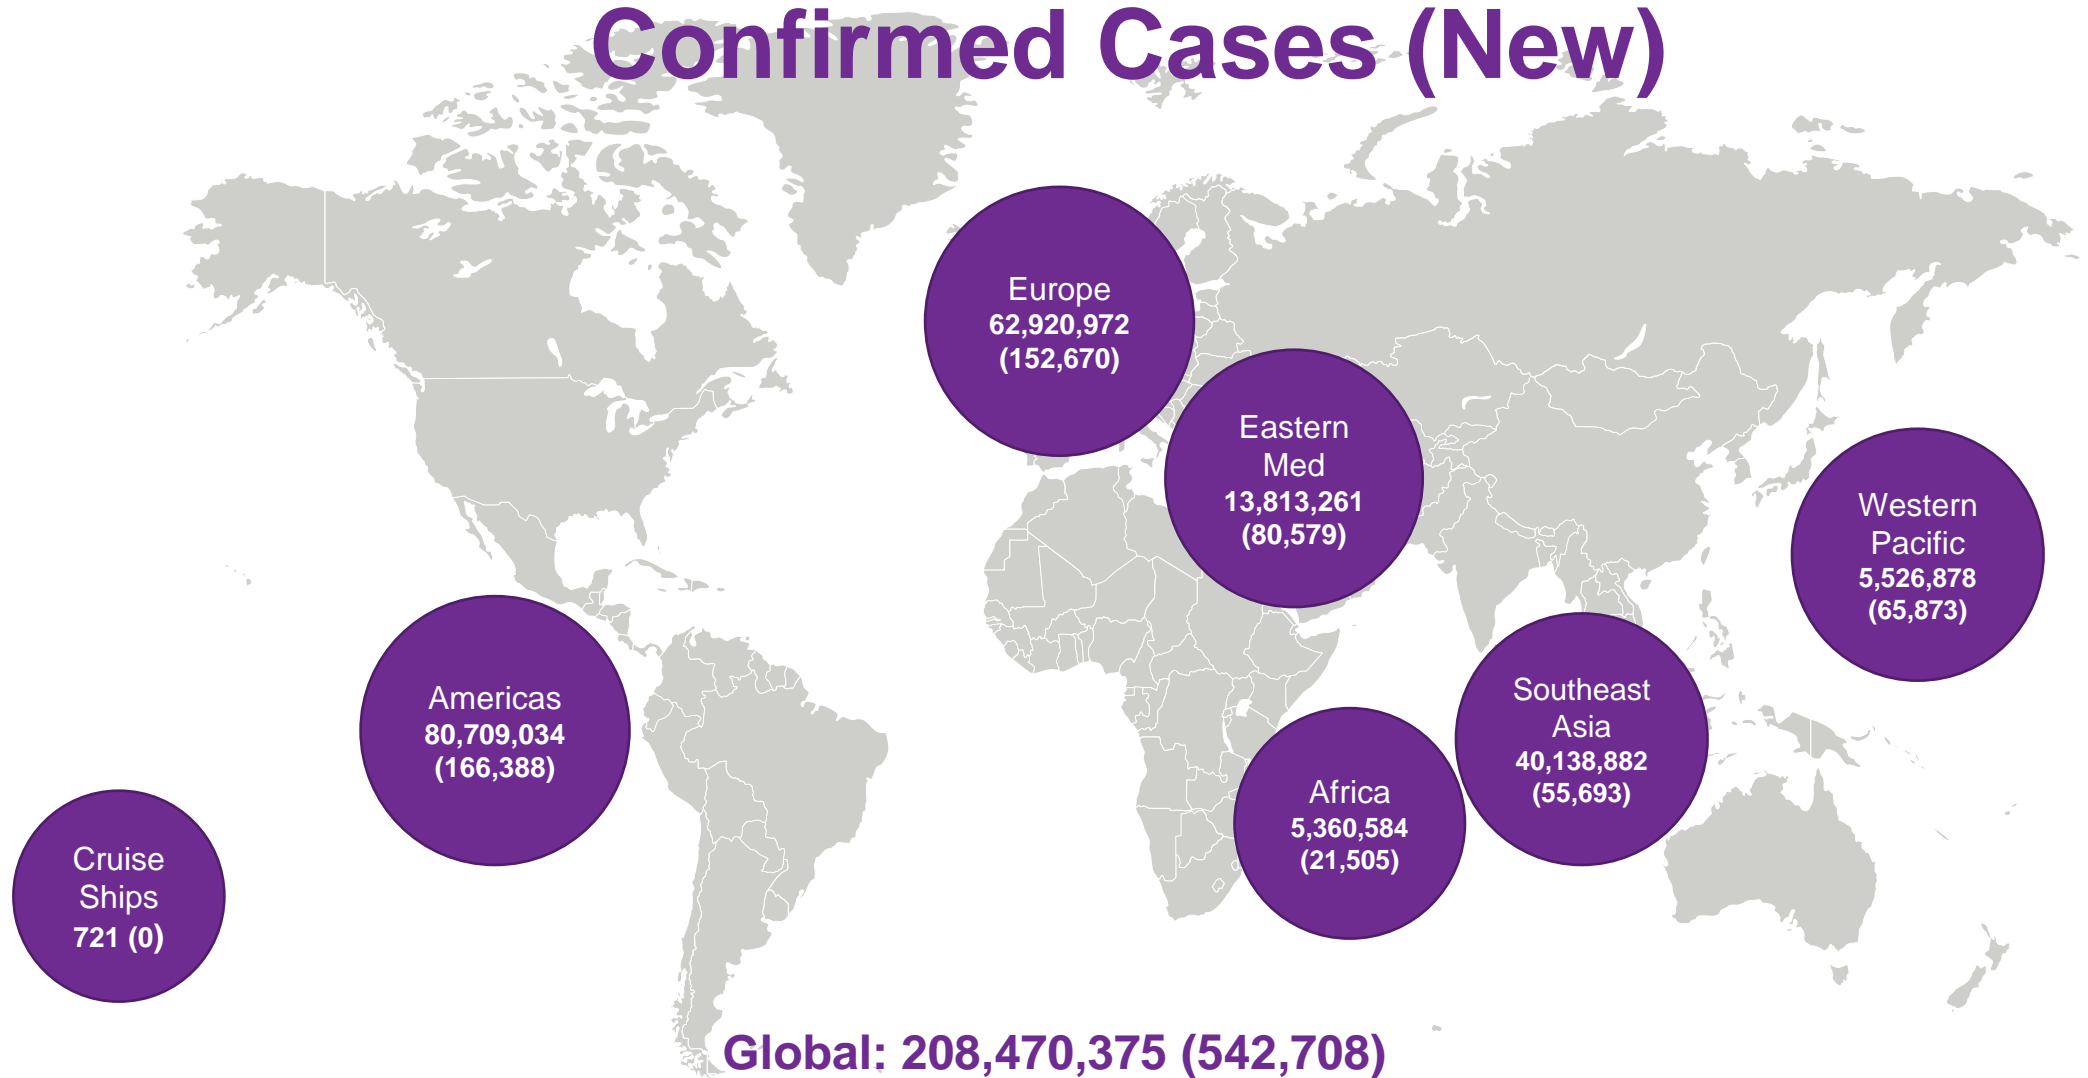 Confirmed Cases (New)
Europe
62,920,972
(152,670)
Eastern
Med
13,813,261
(80,579)
Western
Pacific
5,526,878
(65,873)
Americas
80,709,034
(166,388)
Southeast
Asia
40,138,882
(55,693)
Africa
5,360,584
(21,505)
Cruise
Ships
721 (0)
Global: 208,470,375 (542,708)